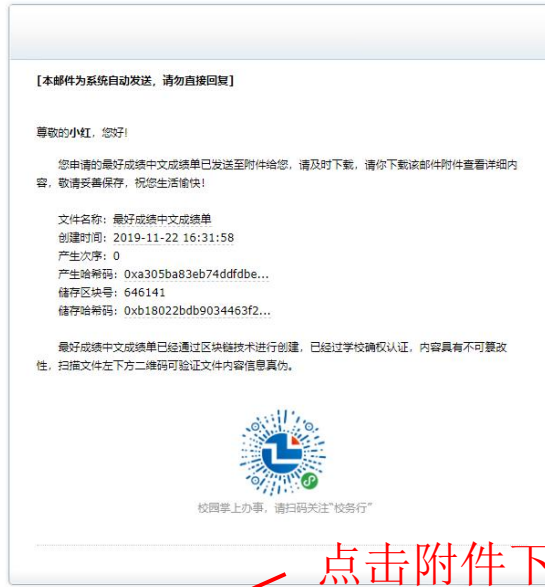 [本邮件为系统自动发送，请勿直接回复]
尊敬的小红，您好!
您申请的最好成绩中文成绩单已发送至附件给您，请及时下载，请你下载该邮件附件查看详细内
容，敬请妥善保存，祝您生活愉快!
文件名称：最好成绩中文成绩单
创建时间：2019-11-22 16:31:58
产生次序：0
产生哈希码：0xa305ba83eb74ddfdbe...
储存区块号：646141
储存哈希码：0xb18022bdb9034463f2...
最好成绩中文成绩单已经通过区块链技术进行创建，已经过学校确权认证，内容具有不可篡改
性，扫描文件左下方二维码可验证文件内容信息真伪。
校园掌上办事，请扫码关注"校务行"
点击附件下